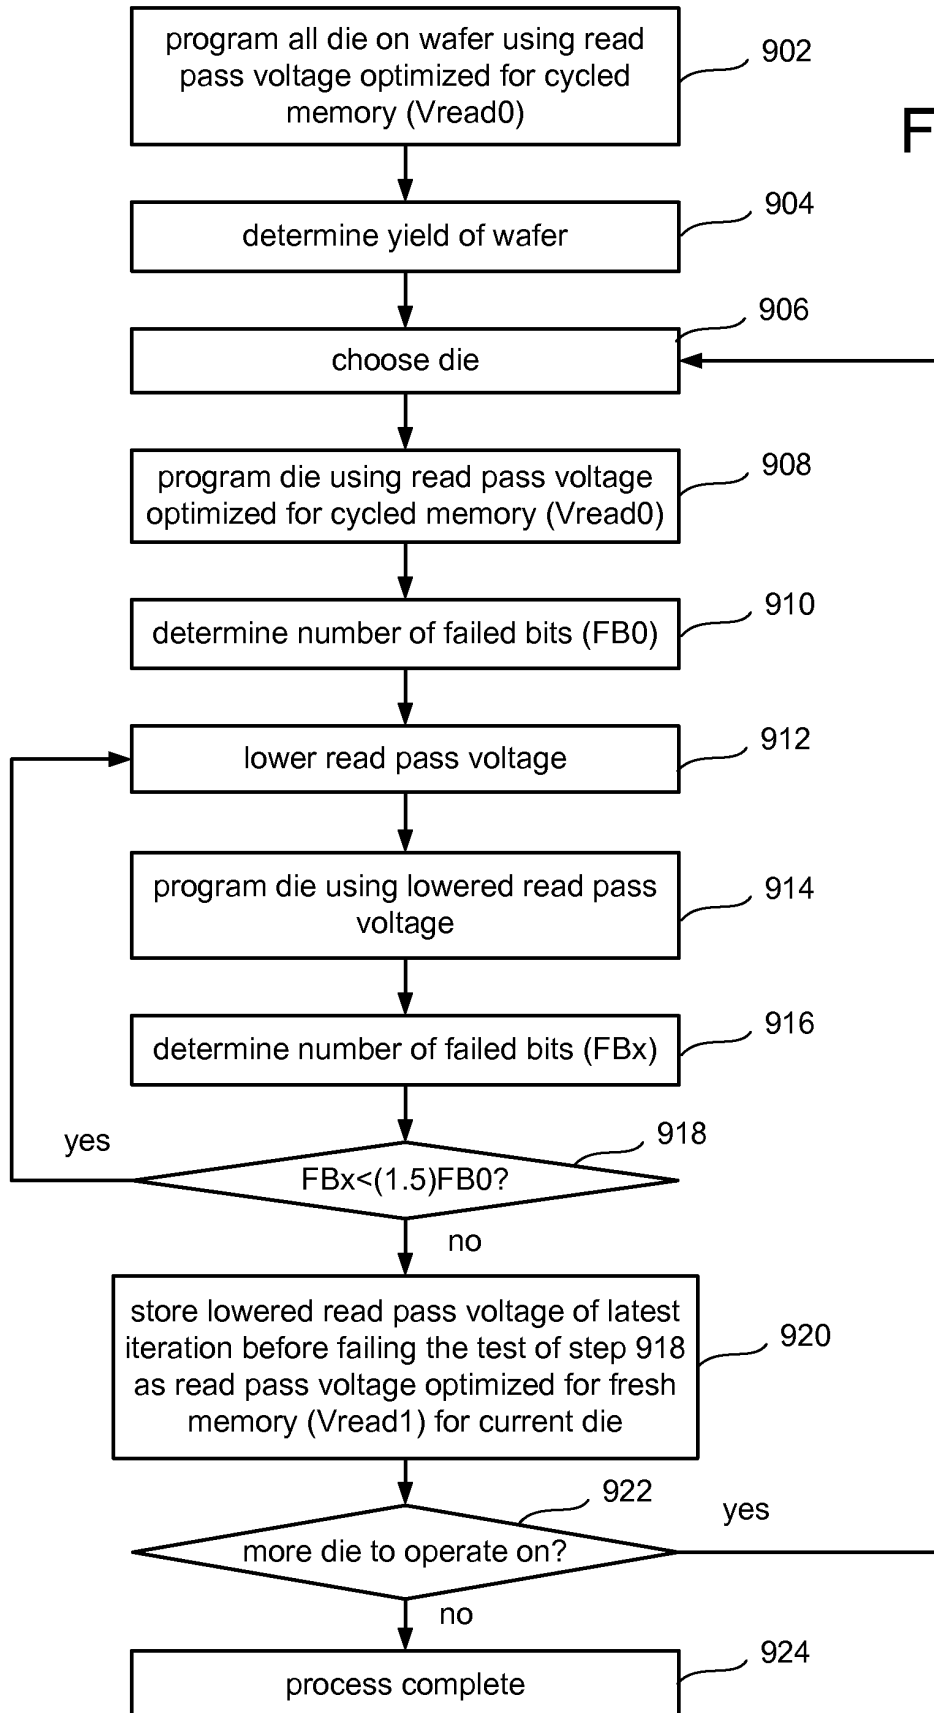 program all die on wafer using read
pass voltage optimized for cycled
memory (Vread0)
902
F
determine yield of wafer
904
choose die
906
program die using read pass voltage
optimized for cycled memory (Vread0)
908
determine number of failed bits (FB0)
910
lower read pass voltage
912
program die using lowered read pass
voltage
914
determine number of failed bits (FBx)
916
yes
FBx<(1.5)FB0?
918
no
store lowered read pass voltage of latest
iteration before failing the test of step 918
as read pass voltage optimized for fresh
memory (Vread1) for current die
920
more die to operate on?
922
yes
no
process complete
924